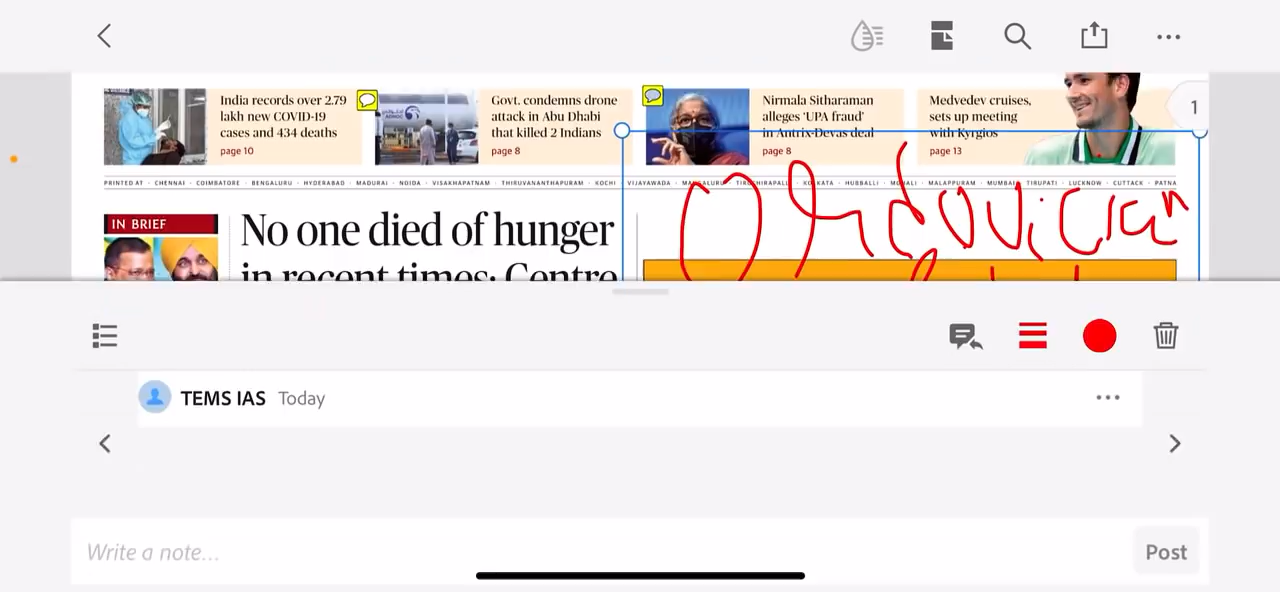 India records over 2.79
lakh new COVID-19
cases and 434 deaths
page 10
Govt. condemns drone
attack in Abu Dhabi
that killed 2 Indians
page 8
Nirmala Sitharaman
alleges ‘UPA fraud’
in Antrix-Devas deal
page 8
Medvedev cruises,
sets up meeting
with Kyrgios
page 13
1
PRINTED AT · CHENNAI · COIMBATORE · BENGALURU · HYDERABAD · MADURAI · NOIDA · VISAKHAPATNAM · THIRUVANANTHAPURAM · KOCHI · VIJAYAWADA · MANGALURU · TIRUCHIRAPALLI · KOLKATA · HUBBALLI · MOHALI · MALAPPURAM · MUMBAI · TIRUPATI · LUCKNOW · CUTTACK · PATNA
Ordovician
IN BRIEF
No one died of hunger
in recent times: Centre
TEMS IAS Today
Write a note...
Post